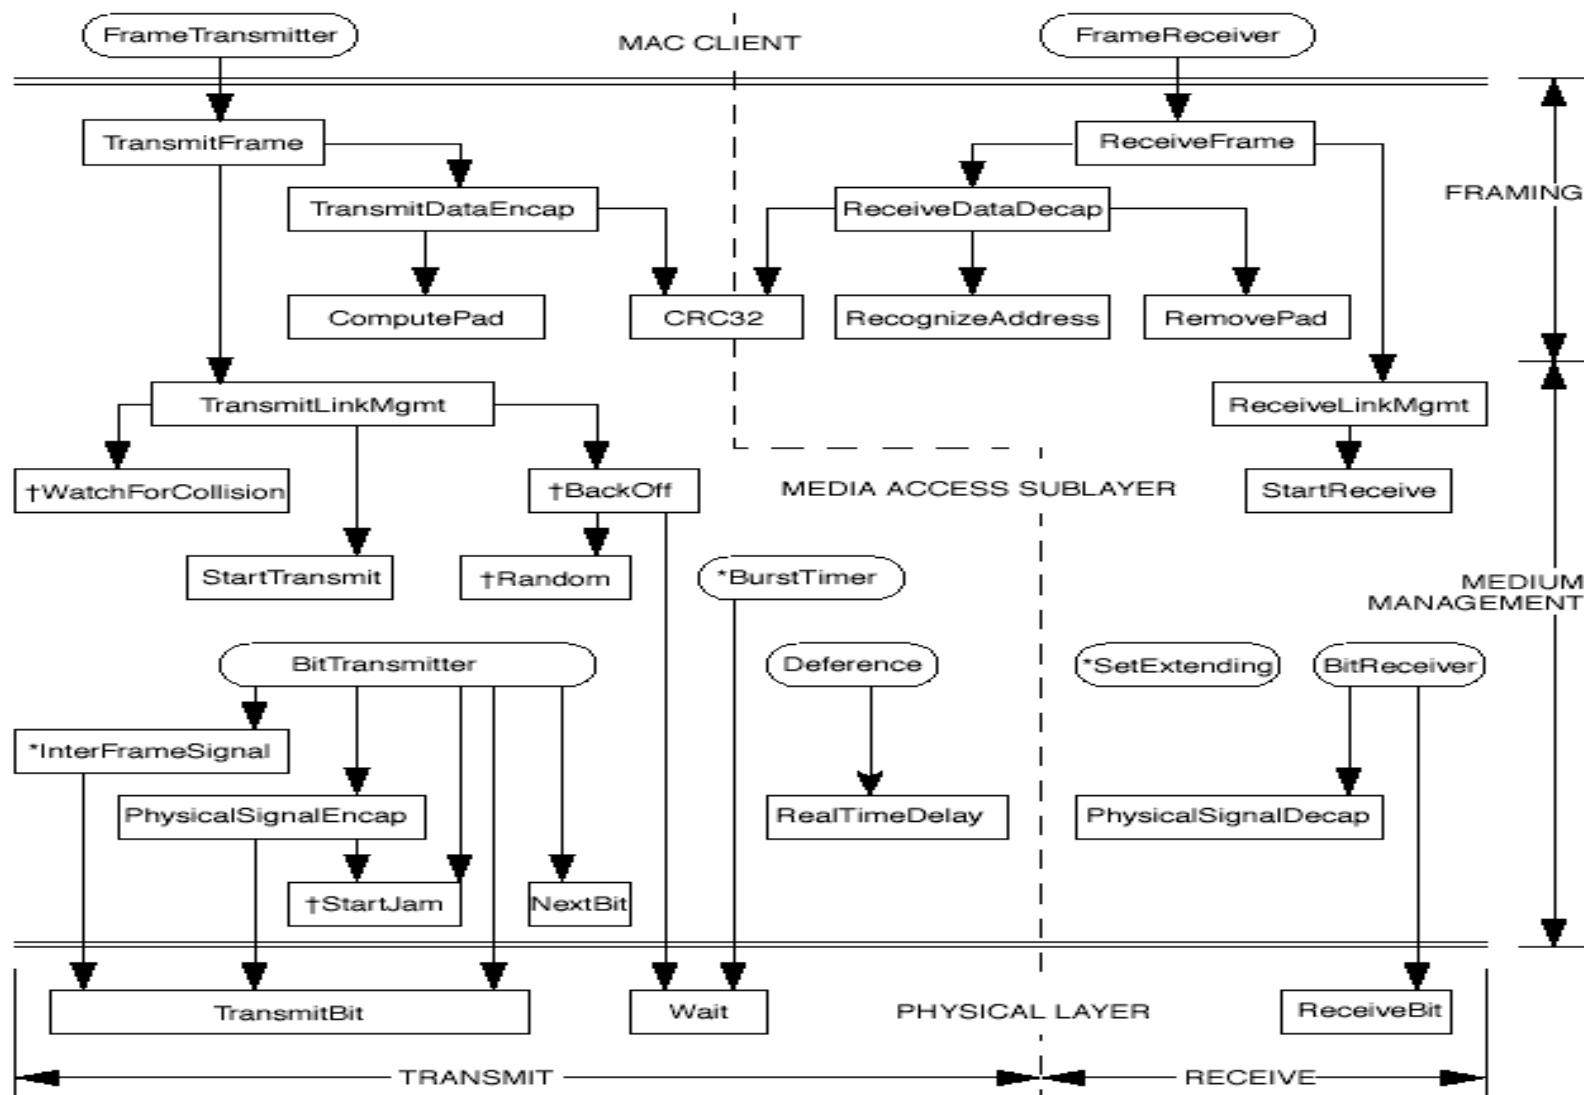 FrameTransmitter
MAC CLIENT
FrameReceiver
TransmitFrame
ReceiveFrame
TransmitDataEncap
ReceiveDataDecap
FRAMING
ComputePad
CRC32
RecognizeAddress
RemovePad
TransmitLinkMgmt
ReceiveLinkMgmt
†WatchForCollision
†BackOff
MEDIA ACCESS SUBLAYER
StartReceive
StartTransmit
†Random
*BurstTimer
MEDIUM
MANAGEMENT
BitTransmitter
Deference
*SetExtending
BitReceiver
*InterFrameSignal
PhysicalSignalEncap
RealTimeDelay
PhysicalSignalDecap
†StartJam
NextBit
TransmitBit
Wait
PHYSICAL LAYER
ReceiveBit
TRANSMIT
RECEIVE